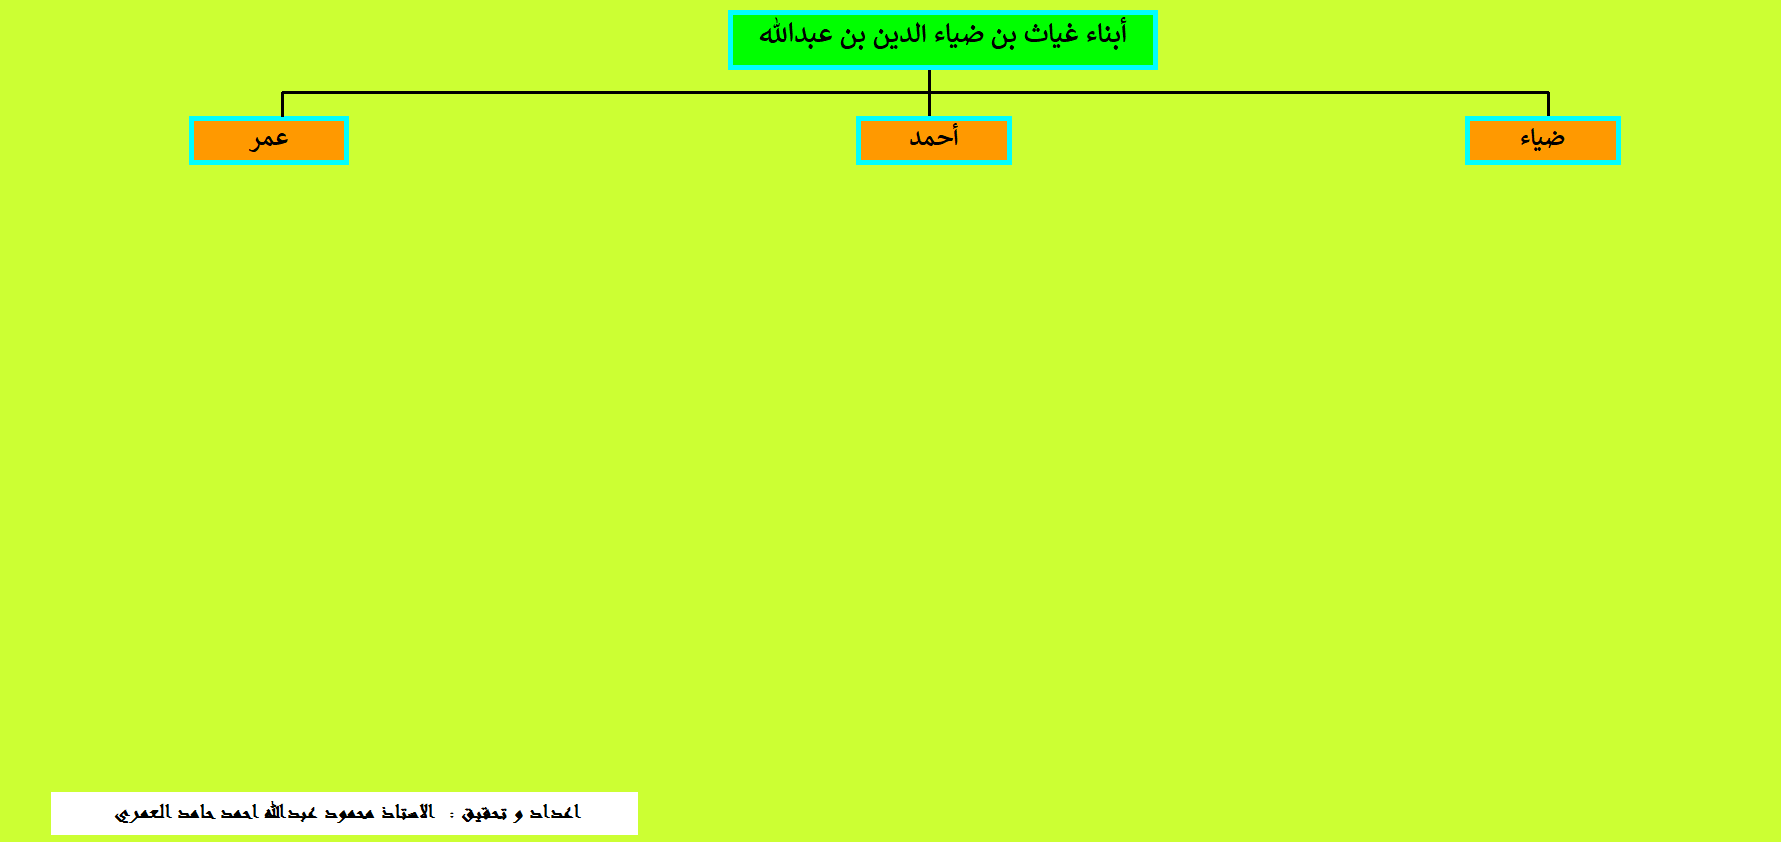 أبناء غياث بن ضياء الدين بن عبدالله
ضياء
أحمد
عمر
اعداد و تحقيق : الاستاذ محمود عبدالله احمد حامد العمري